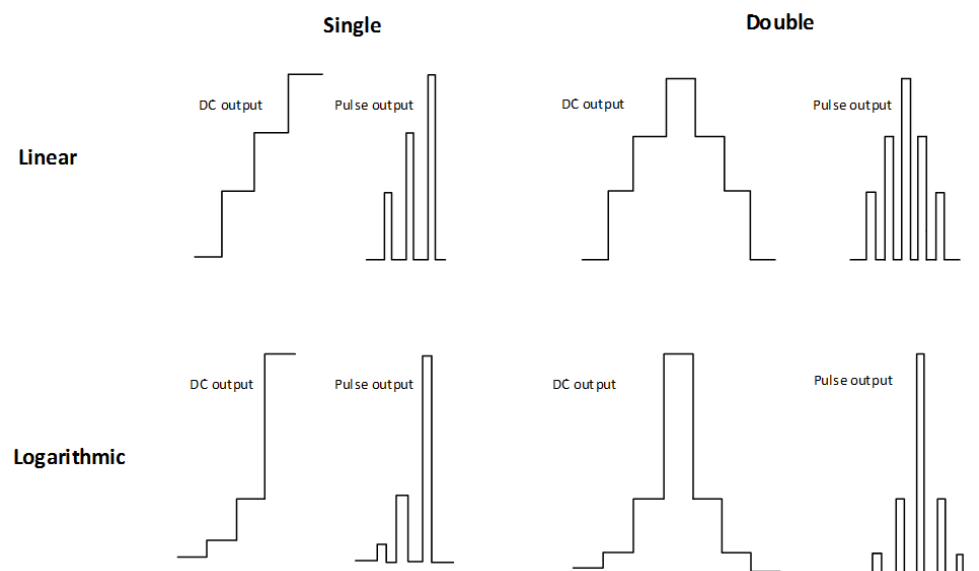 Single
Double
DC output
Pulse output
DC output
Pulse output
Linear
DC output
Pulse output
DC output
Pulse output
Logarithmic